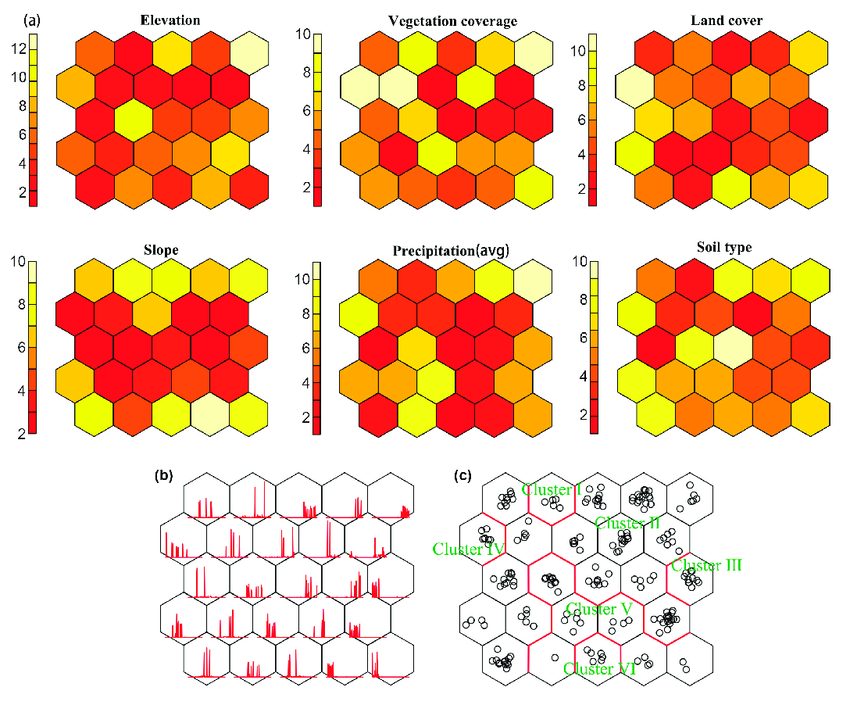 (a)
Elevation
Vegetation coverage
Land cover
12
10
8
6
4
2
10
8
6
4
2
10
8
6
4
2
Slope
Precipitation(avg)
Soil type
10
8
6
4
2
10
8
6
4
2
10
8
6
4
2
(b)
(c)
Cluster I
Cluster II
Cluster IV
Cluster III
Cluster V
Cluster VI